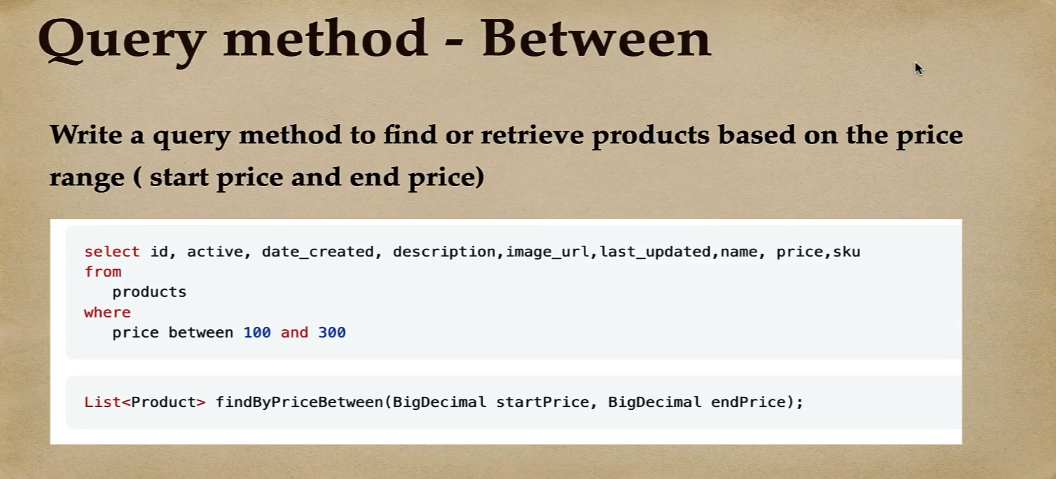 Query method - Between
Write a query method to find or retrieve products based on the price
range ( start price and end price)
select id, active, date_created, description,image_url,last_updated,name, price,sku
from
products
where
price between 100 and 300
List<Product> findByPriceBetween(BigDecimal startPrice, BigDecimal endPrice);